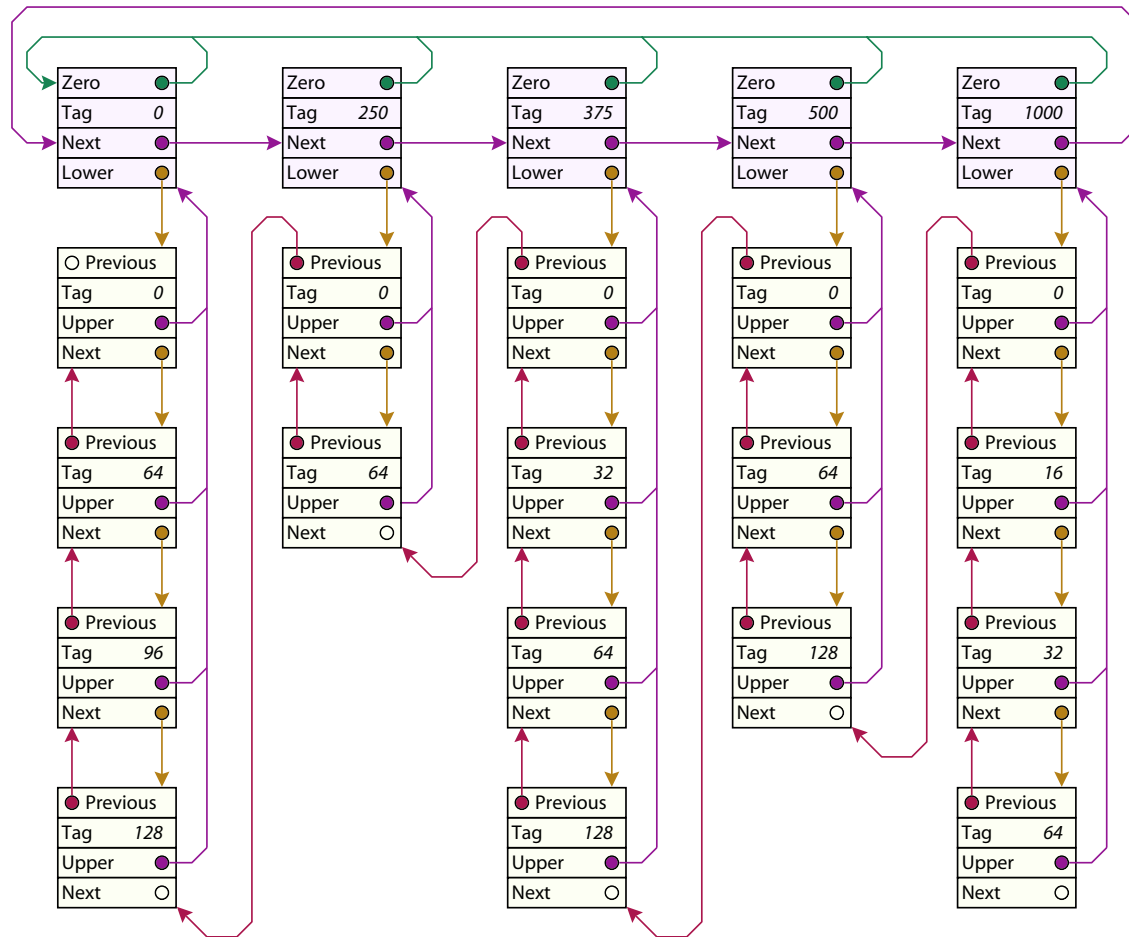 Zero
Tag 0
Next
Lower
Previous
Tag 0
Upper
Next
Previous
Tag 64
Upper
Next
Previous
Tag 96
Upper
Next
Previous
Tag 128
Upper
Next
Zero
Tag 250
Next
Lower
Previous
Tag 0
Upper
Next
Previous
Tag 64
Upper
Next
Zero
Tag 375
Next
Lower
Previous
Tag 0
Upper
Next
Previous
Tag 32
Upper
Next
Previous
Tag 64
Upper
Next
Previous
Tag 128
Upper
Next
Zero
Tag 500
Next
Lower
Previous
Tag 0
Upper
Next
Previous
Tag 64
Upper
Next
Previous
Tag 128
Upper
Next
Zero
Tag 1000
Next
Lower
Previous
Tag 0
Upper
Next
Previous
Tag 16
Upper
Next
Previous
Tag 32
Upper
Next
Previous
Tag 64
Upper
Next